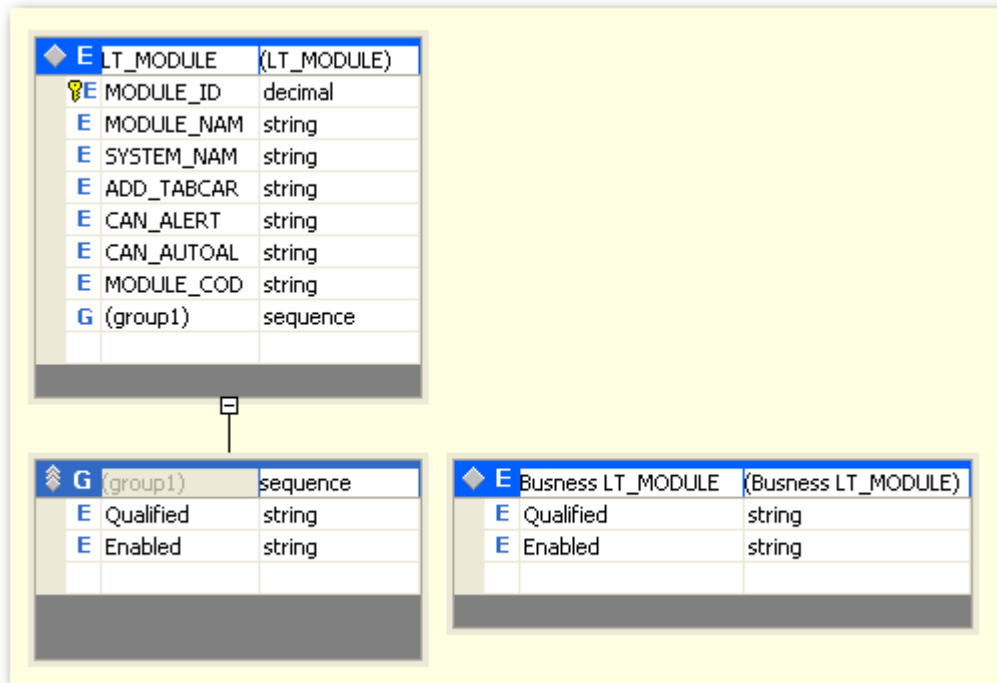 E LT_MODULE (LT_MODULE)
E MODULE_ID decimal
E MODULE_NAM string
E SYSTEM_NAM string
E ADD_TABCAR string
E CAN_ALERT string
E CAN_AUTOAL string
E MODULE_COD string
G (group1) sequence
G (group1) sequence
E Qualified string
E Enabled string
E Busness LT_MODULE (Busness LT_MODULE)
E Qualified string
E Enabled string